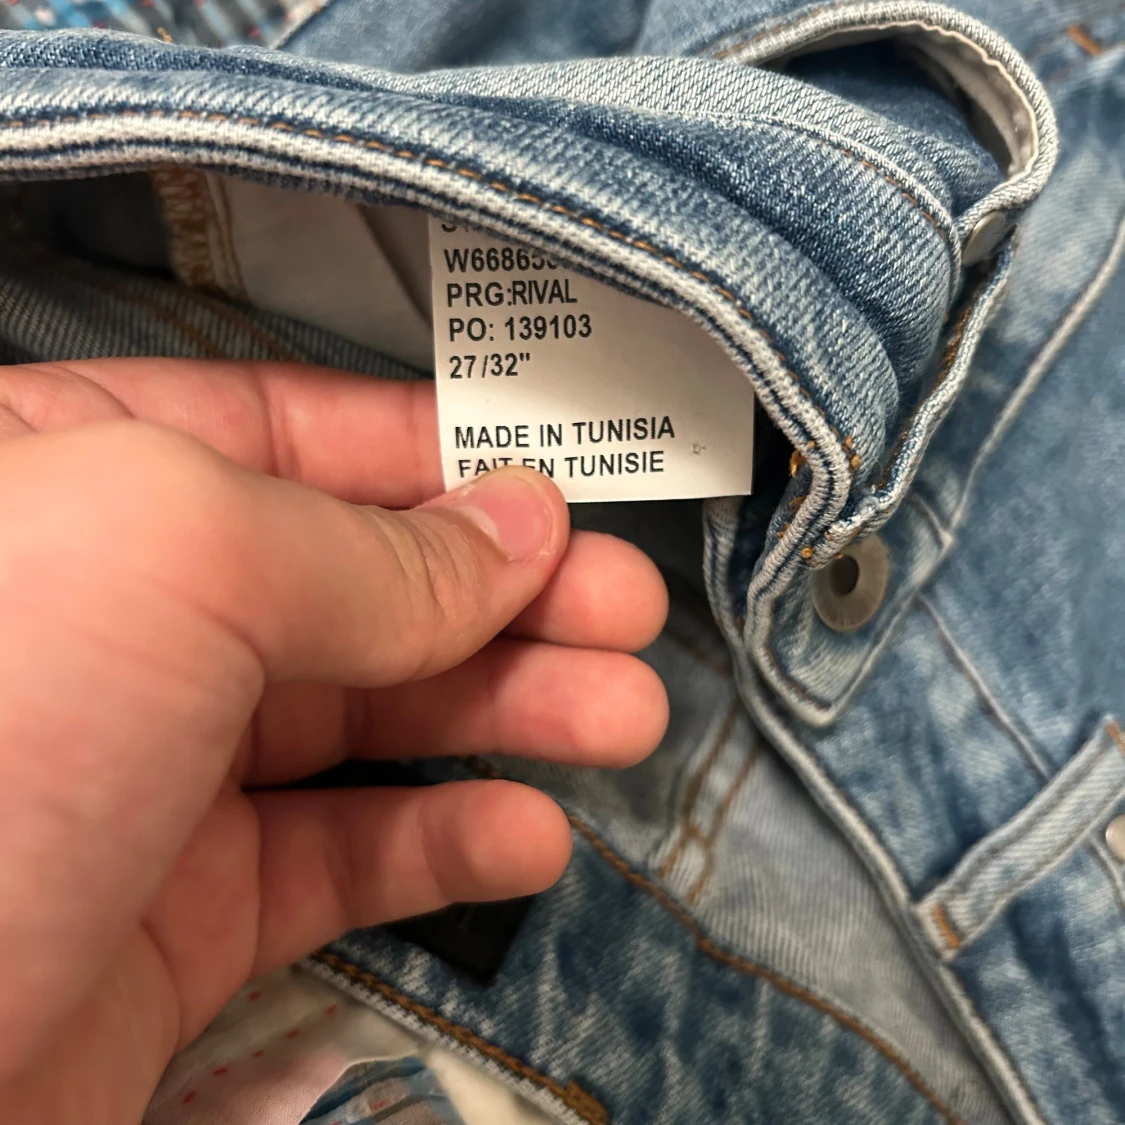 PRG:RIVAL
PO: 139103
27/32"
MADE IN TUNISIA
FAIT EN TUNISIE